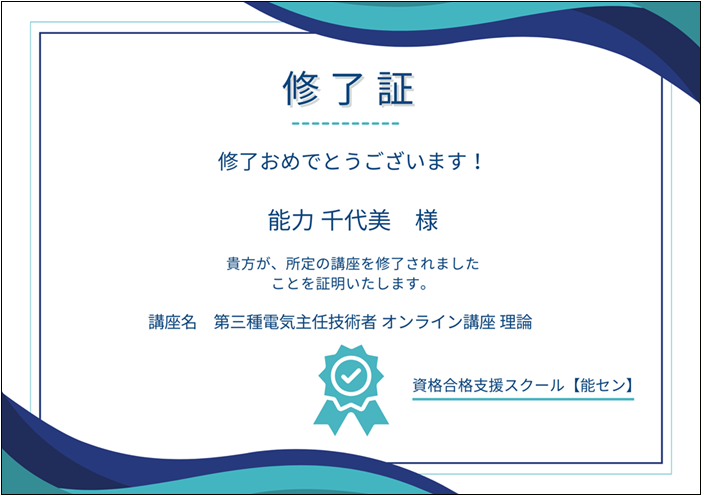 修了証
修了おめでとうございます！
能力 千代美　様
貴方が、所定の講座を修了されました
ことを証明いたします。
講座名　第三種電気主任技術者 オンライン講座 理論
資格合格支援スクール【能セン】